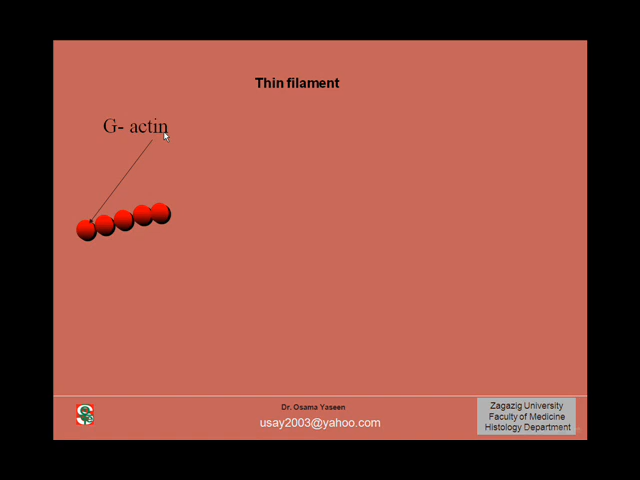 Thin filament
G- actin
Dr. Osama Yaseen
usay2003@yahoo.com
Zagazig University
Faculty of Medicine
Histology Department